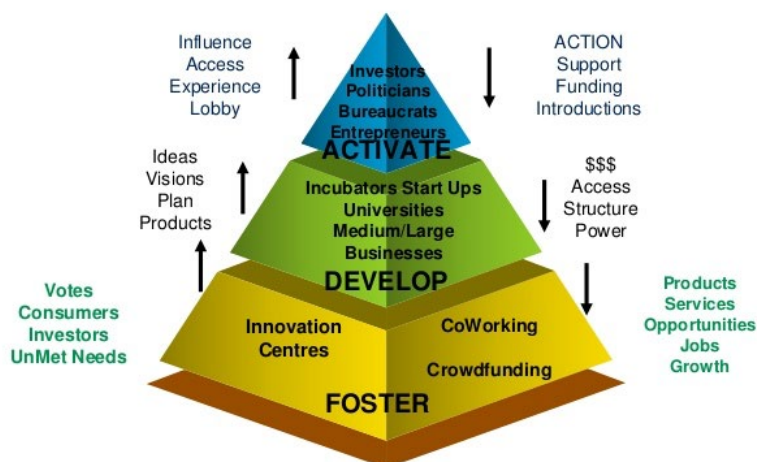 Influence
Access
Experience
Lobby
Investors
Politicians
Bureaucrats
Entrepreneurs
ACTIVATE
ACTION
Support
Funding
Introductions
Ideas
Visions
Plan
Products
Incubators Start Ups
Universities
Medium/Large
Businesses
DEVELOP
$$$
Access
Structure
Power
Votes
Consumers
Investors
UnMet Needs
Innovation
Centres
CoWorking
Crowdfunding
FOSTER
Products
Services
Opportunities
Jobs
Growth